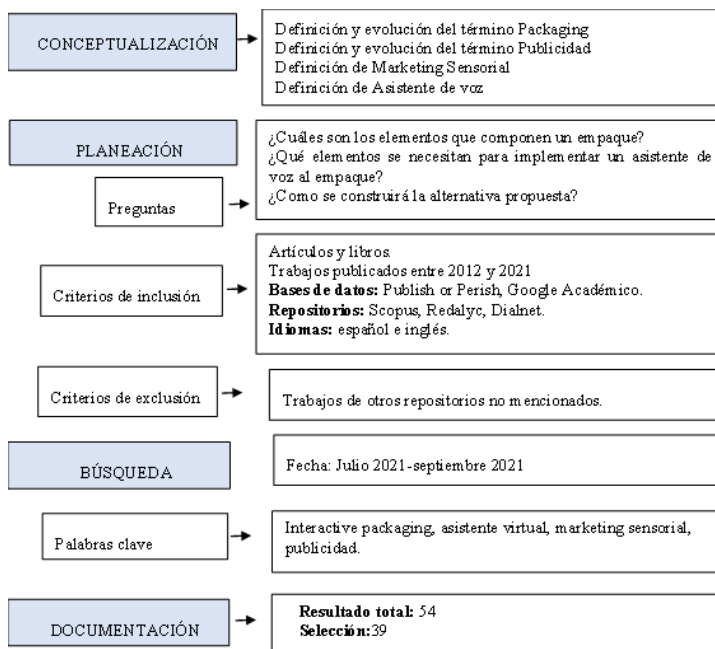 CONCEPTUALIZACIÓN
Definición y evolución del término Packaging
Definición y evolución del término Publicidad
Definición de Marketing Sensorial
Definición de Asistente de voz
PLANEACIÓN
¿Cuáles son los elementos que componen un empaque?
¿Qué elementos se necesitan para implementar un asistente de
voz al empaque?
¿Como se construirá la alternativa propuesta?
Preguntas
Criterios de inclusión
Artículos y libros.
Trabajos publicados entre 2012 y 2021
Bases de datos: Publish or Perish, Google Académico.
Repositorios: Scopus, Redalyc, Dialnet.
Idiomas: español e inglés.
Criterios de exclusión
Trabajos de otros repositorios no mencionados.
BÚSQUEDA
Fecha: Julio 2021-septiembre 2021
Palabras clave
Interactive packaging, asistente virtual, marketing sensorial,
publicidad.
DOCUMENTACIÓN
Resultado total: 54
Selección:39